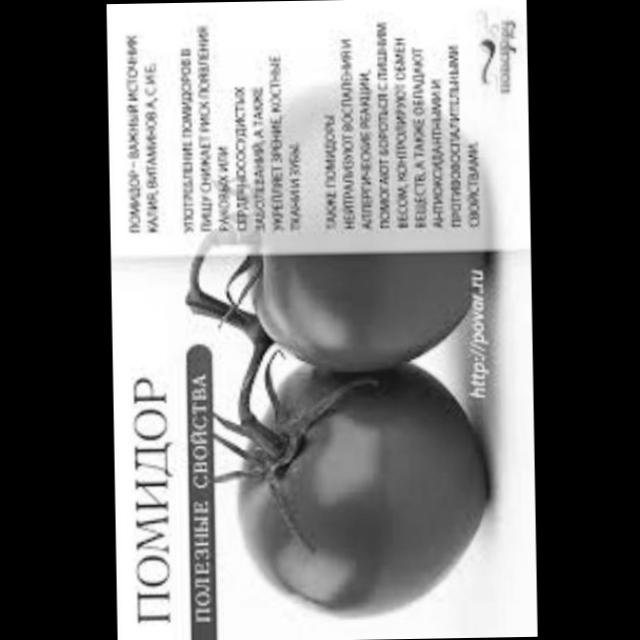 ПОМИДОР
ПОЛЕЗНЫЕ СВОЙСТВА
ПОМИДОР – ВАЖНЫЙ ИСТОЧНИК
КАЛИЯ, ВИТАМИНОВ А, С И Е.
УПОТРЕБЛЕНИЕ ПОМИДОРОВ В
ПИЩУ СНИЖАЕТ РИСК ПОЯВЛЕНИЯ
РАКОВЫХ ИЛИ
СЕРДЕЧНОСОСУДИСТЫХ
ЗАБОЛЕВАНИЙ, А ТАКЖЕ
УКРЕПЛЯЕТ ЗРЕНИЕ, КОСТНЫЕ
ТКАНИ И ЗУБЫ.
ТАКЖЕ ПОМИДОРЫ
НЕЙТРАЛИЗУЮТ ВОСПАЛЕНИЯ И
АЛЛЕРГИЧЕСКИЕ РЕАКЦИИ,
ПОМОГАЮТ БОРОТЬСЯ С ЛИШНИМ
ВЕСОМ, КОНТРОЛИРУЮТ ОБМЕН
ВЕЩЕСТВ, А ТАКЖЕ ОБЛАДАЮТ
АНТИОКСИДАНТНЫМИ И
ПРОТИВОВОСПАЛИТЕЛЬНЫМИ
СВОЙСТВАМИ.
http://povar.ru